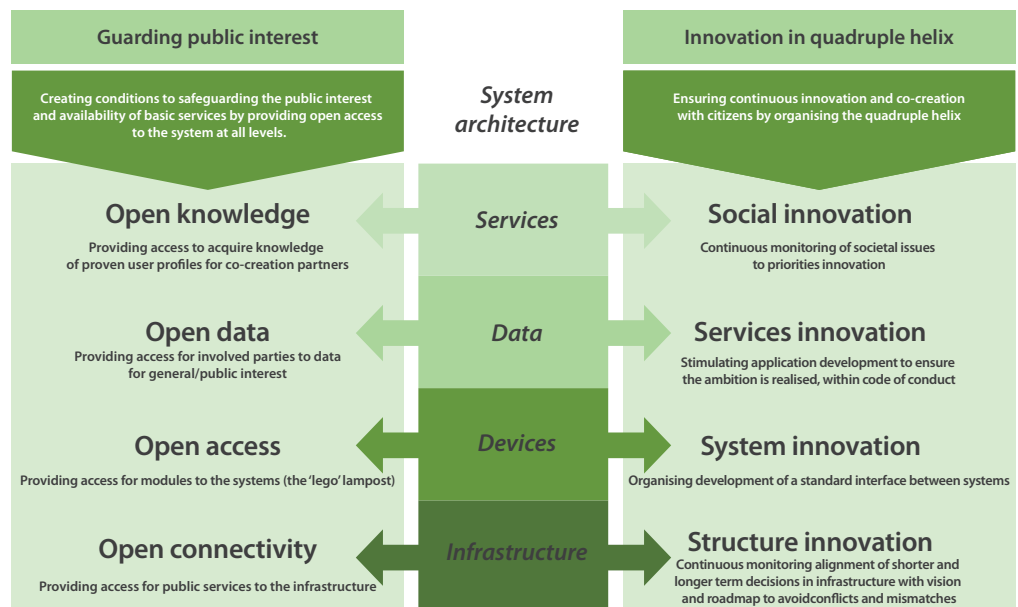 Guarding public interest
Creating conditions to safeguarding the public interest
and availability of basic services by providing open access
to the system at all levels.
System
architecture
Innovation in quadruple helix
Ensuring continuous innovation and co-creation
with citizens by organising the quadruple helix
Open knowledge
Providing access to acquire knowledge
of proven user profiles for co-creation partners
Services
Social innovation
Continuous monitoring of societal issues
to priorities innovation
Open data
Providing access for involved parties to data
for general/public interest
Data
Services innovation
Stimulating application development to ensure
the ambition is realised, within code of conduct
Open access
Providing access for modules to the systems (the ‘lego’ lampost)
Devices
System innovation
Organising development of a standard interface between systems
Open connectivity
Providing access for public services to the infrastructure
Infrastructure
Structure innovation
Continuous monitoring alignment of shorter and
longer term decisions in infrastructure with vision
and roadmap to avoidconflicts and mismatches